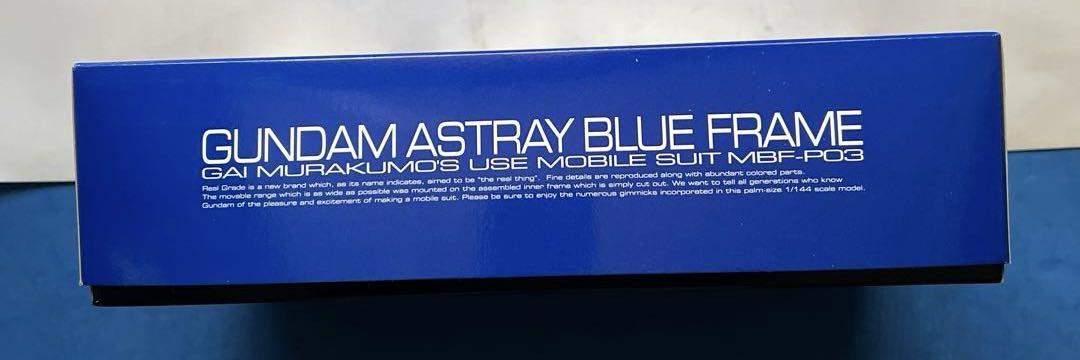 GUNDAM ASTRAY BLUE FRAME
GAI MURAKUMO'S USE MOBILE SUIT MBF-P03
Real Grade is a new brand which, as its name indicates, aimed to be "the real thing". Fine details are reproduced along with abundant colored parts.
The movable range which is as wide as possible was mounted on the assembled inner frame which is simply cut out. We want to tell all generations who know
Gundam of the pleasure and excitement of making a mobile suit. Please be sure to enjoy the numerous gimmicks incorporated in this palm-size 1/144 scale model.